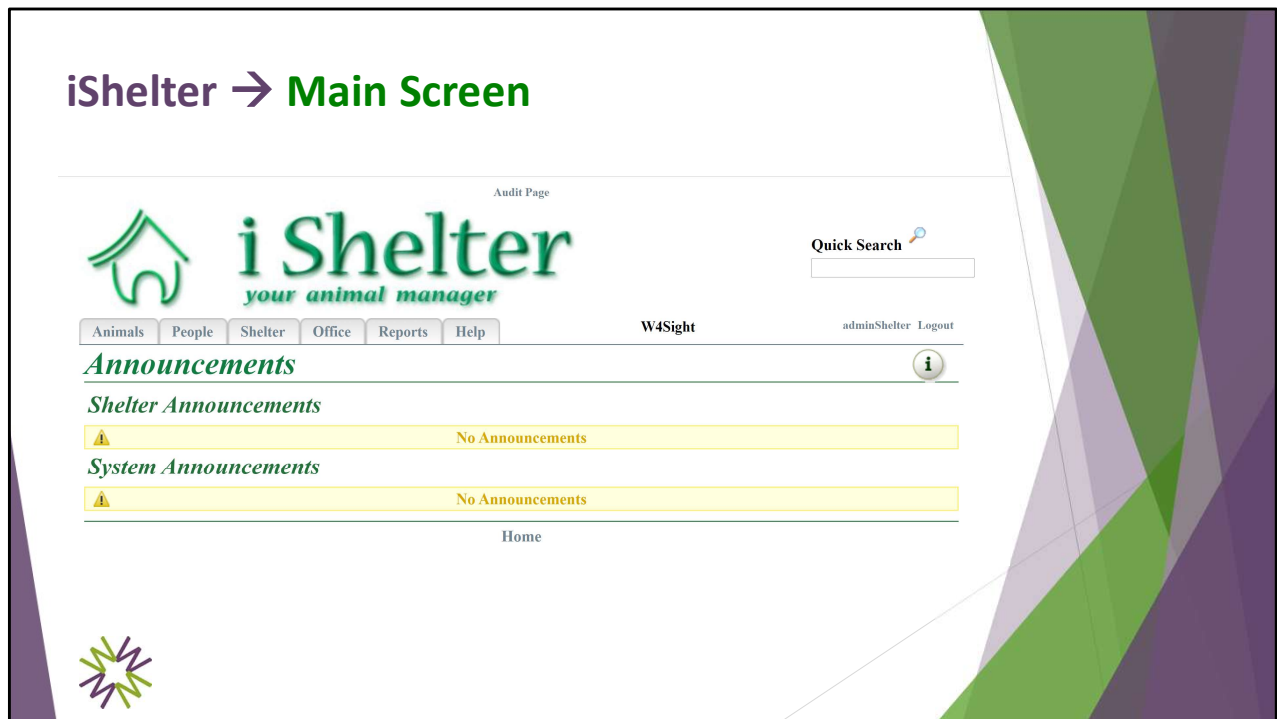 iShelter → Main Screen
Audit Page
i Shelter
your animal manager
Quick Search
Animals People Shelter Office Reports Help
W4Sight
adminShelter Logout
Announcements
i
Shelter Announcements
No Announcements
System Announcements
No Announcements
Home